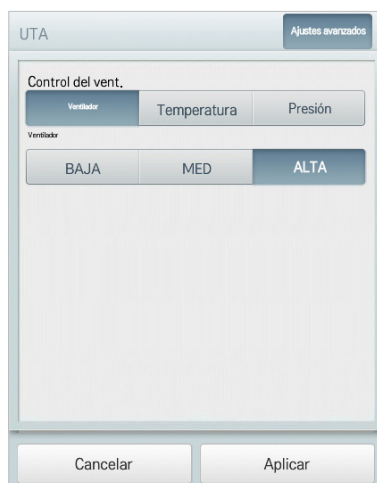 UTA
Ajustes avanzados
Control del vent.
Ventilador
Temperatura
Presión
Ventilador
BAJA
MED
ALTA
Cancelar
Aplicar